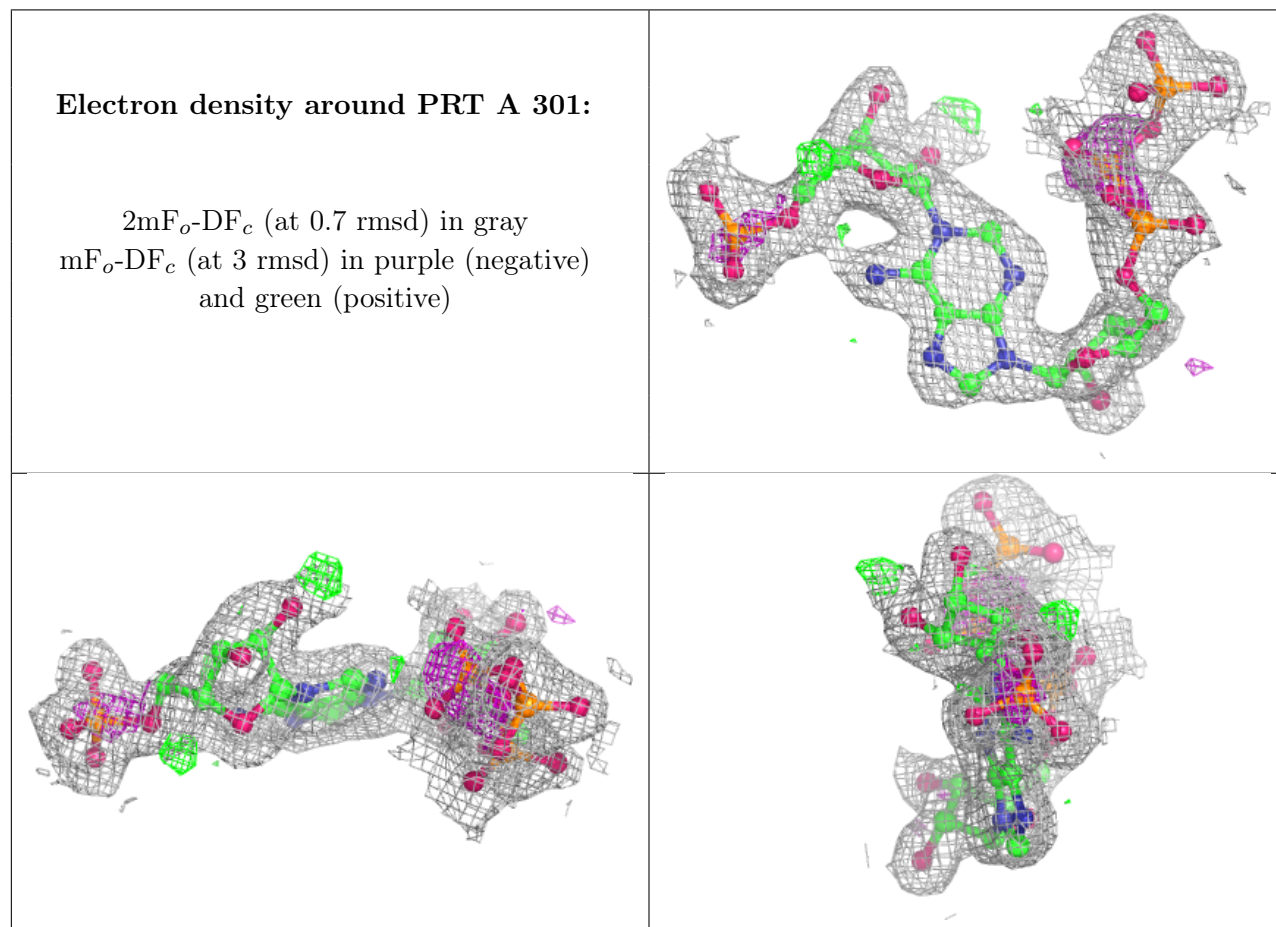 Electron density around PRT A 301:
2mFo-DFc (at 0.7 rmsd) in gray
mFo-DFc (at 3 rmsd) in purple (negative)
and green (positive)